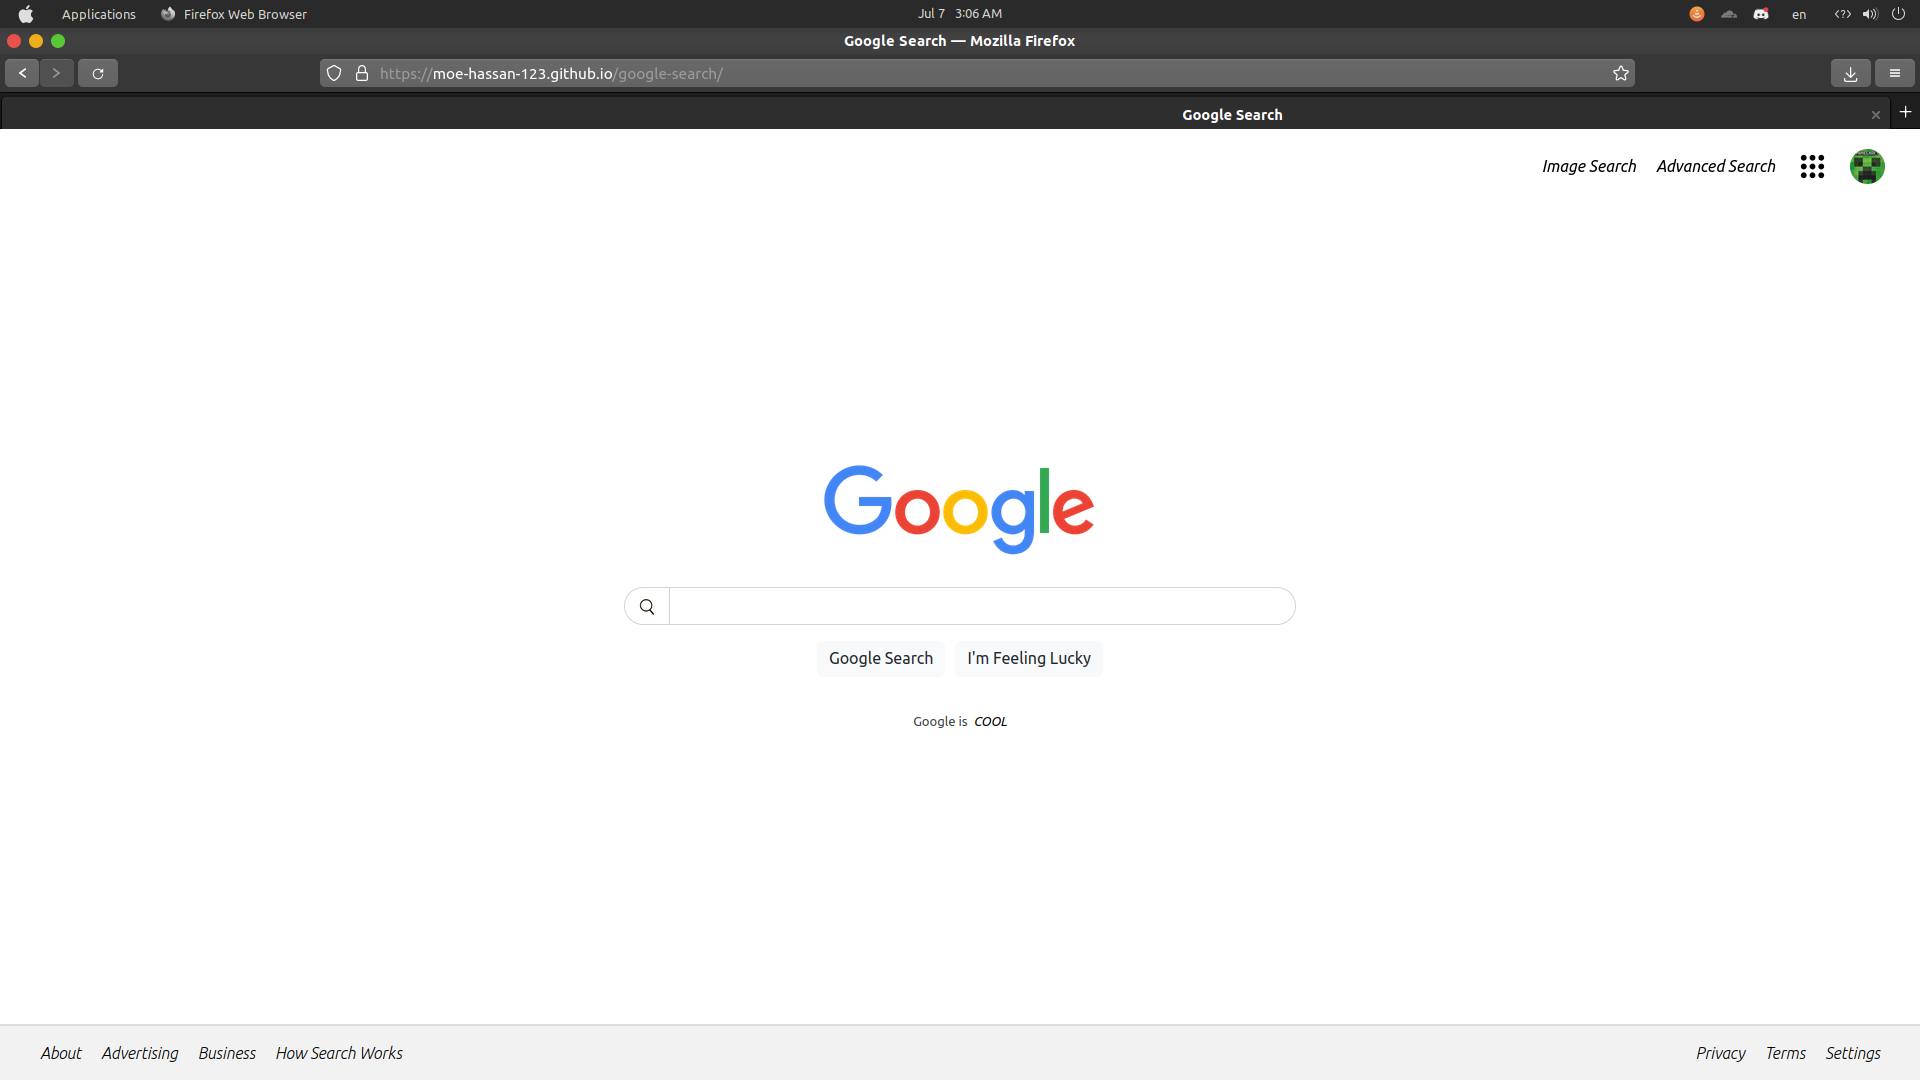 Applications Firefox Web Browser Jul 7 3:06 AM en
Google Search — Mozilla Firefox
https://moe-hassan-123.github.io/google-search/
Google Search
Image Search Advanced Search
Google
Google Search I'm Feeling Lucky
Google is COOL
About Advertising Business How Search Works Privacy Terms Settings